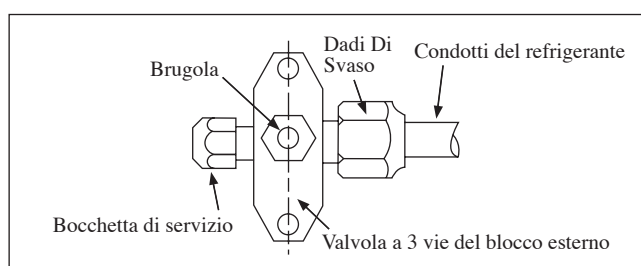 Dadi Di
Svaso
Condotti del refrigerante
Brugola
Bocchetta di servizio
Valvola a 3 vie del blocco esterno